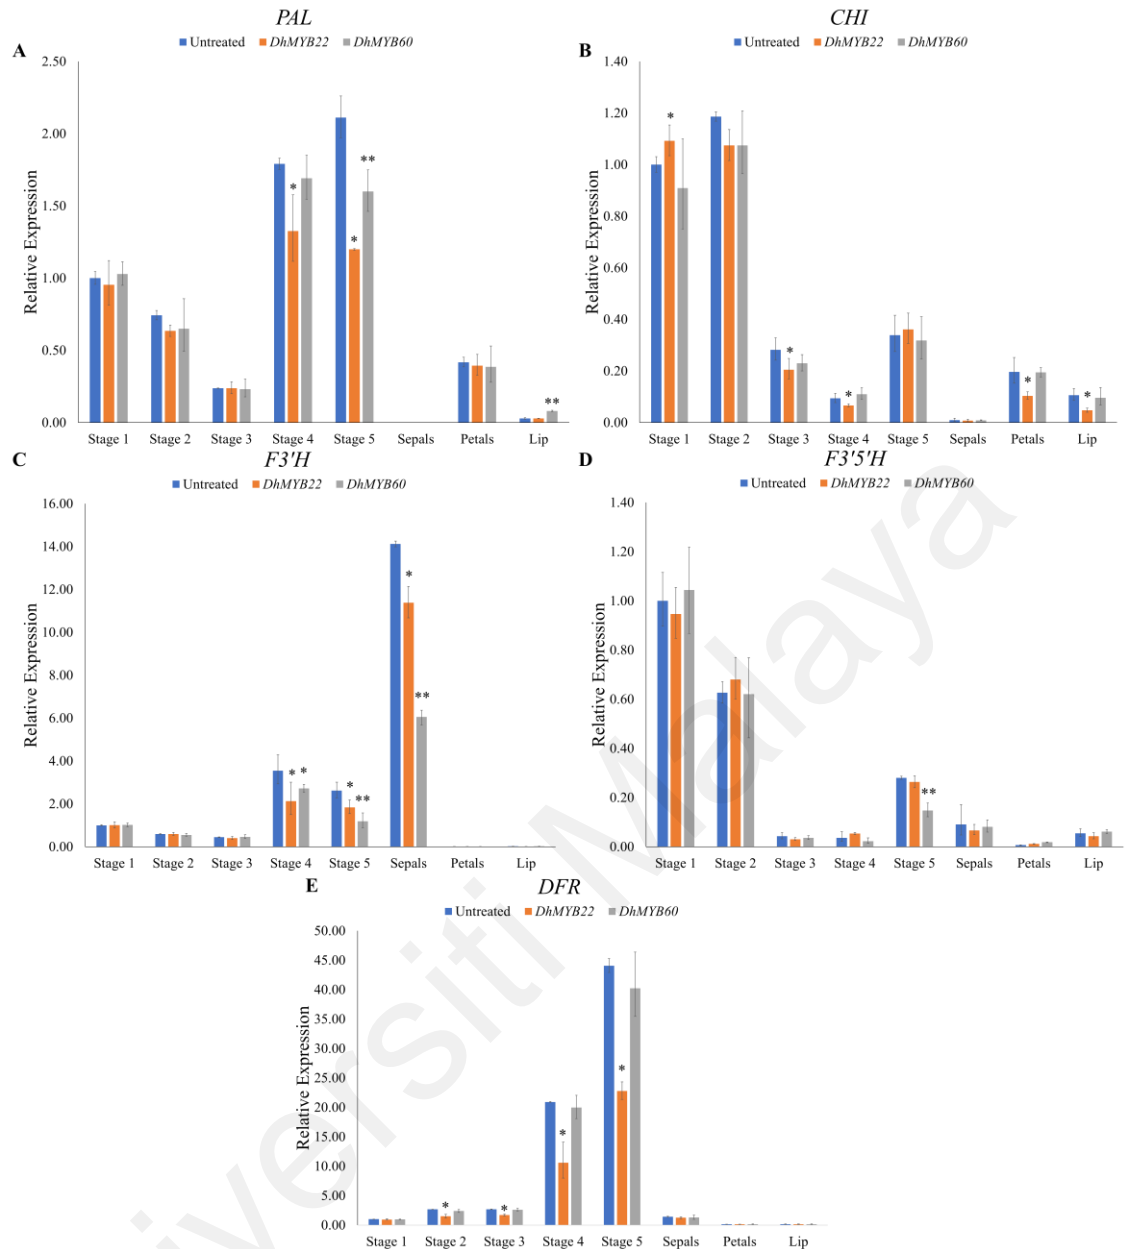 PAL
A
Untreated DhMYB22 DhMYB60
Relative Expression
2.50
2.00
1.50
1.00
0.50
0.00
* * ** **
Stage 1 Stage 2 Stage 3 Stage 4 Stage 5 Sepals Petals Lip
CHI
B
Untreated DhMYB22 DhMYB60
Relative Expression
1.40
1.20
1.00
0.80
0.60
0.40
0.20
0.00
* * * * *
Stage 1 Stage 2 Stage 3 Stage 4 Stage 5 Sepals Petals Lip
F3'H
C
Untreated DhMYB22 DhMYB60
Relative Expression
16.00
14.00
12.00
10.00
8.00
6.00
4.00
2.00
0.00
* * * ** * **
Stage 1 Stage 2 Stage 3 Stage 4 Stage 5 Sepals Petals Lip
F3'5'H
D
Untreated DhMYB22 DhMYB60
Relative Expression
1.40
1.20
1.00
0.80
0.60
0.40
0.20
0.00
**
Stage 1 Stage 2 Stage 3 Stage 4 Stage 5 Sepals Petals Lip
DFR
E
Untreated DhMYB22 DhMYB60
Relative Expression
50.00
45.00
40.00
35.00
30.00
25.00
20.00
15.00
10.00
5.00
0.00
* * * *
Stage 1 Stage 2 Stage 3 Stage 4 Stage 5 Sepals Petals Lip
versiti Malaya